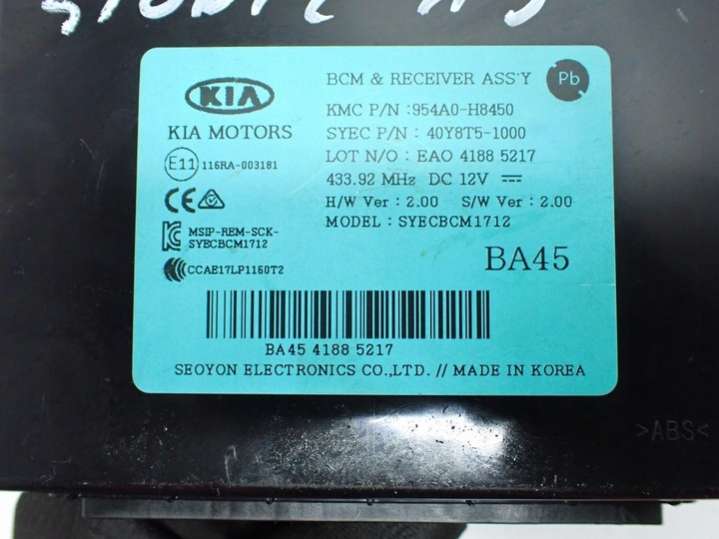 BCM & RECEIVER ASS'Y
Pb
KIA
KMC P/N :954A0-H8450
KIA MOTORS
SYEC P/N : 40Y8T5-1000
LOT N/O : EAO 4188 5217
E11 116RA-003181
433.92 MHz DC 12V
H/W Ver : 2.00 S/W Ver : 2.00
CE
MODEL : SYECBCM1712
MSIP-REM-SCK-
SYECBCM1712
CCAE17LP1160T2
BA45
BA45 4188 5217
SEOYON ELECTRONICS CO.,LTD. // MADE IN KOREA
>ABS<